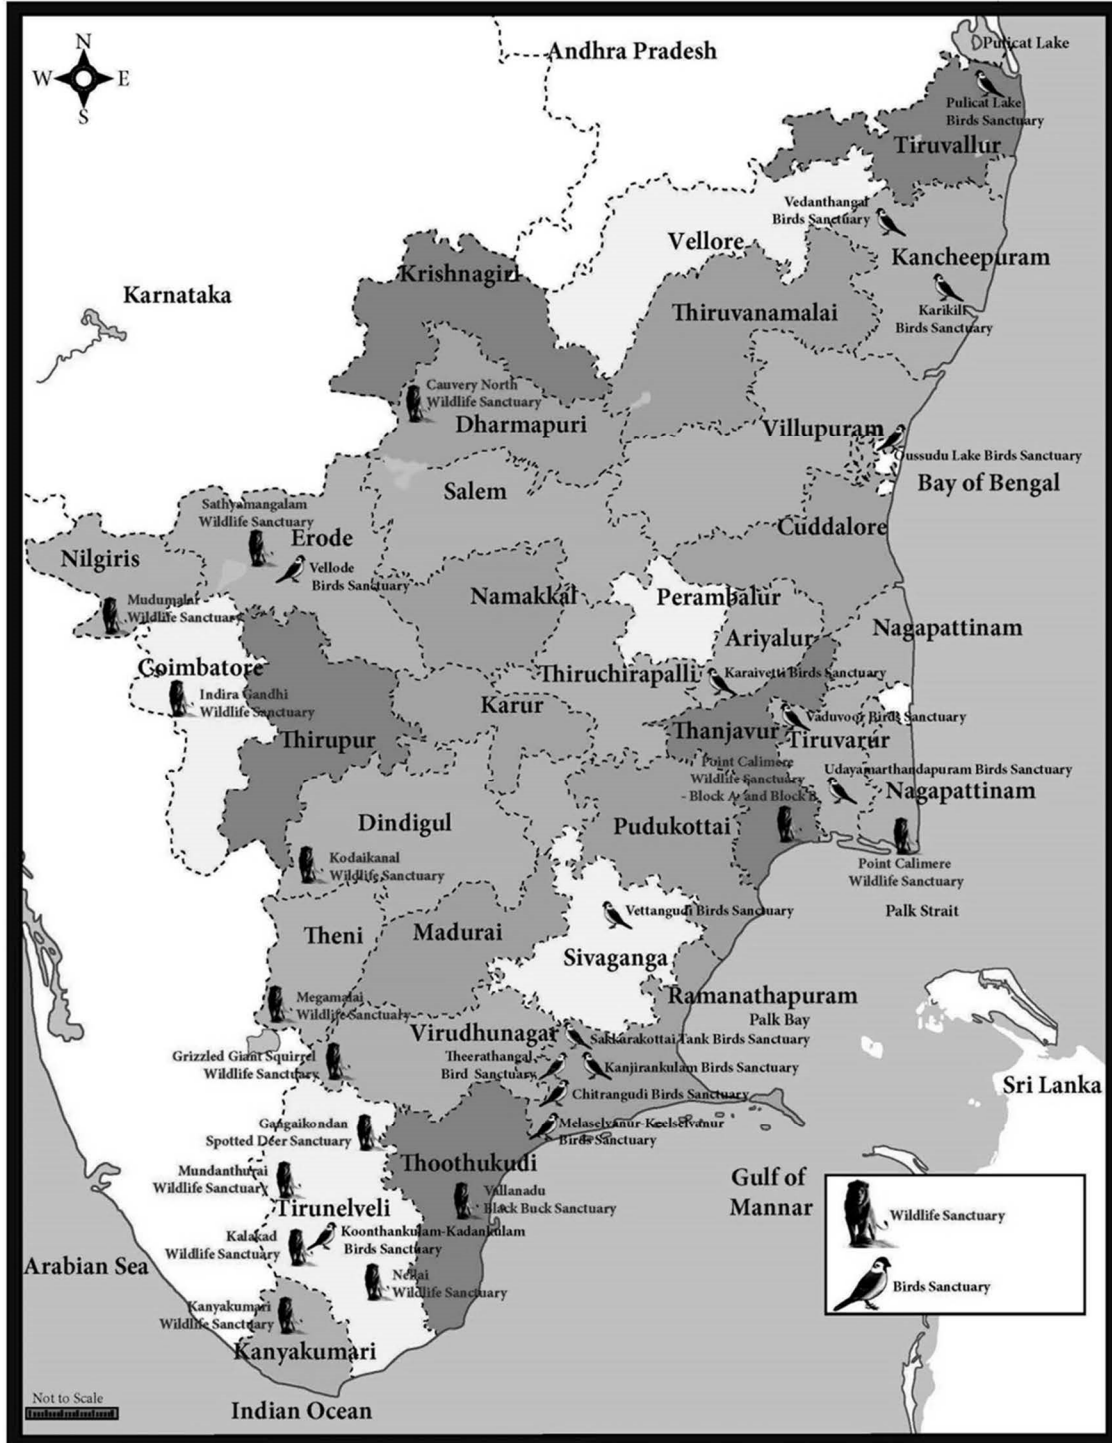 N
Andhra Pradesh
Pulicat Lake
W E
S
Pulicat Lake
Birds Sanctuary
Tiruvallur
Vedanthangal
Birds Sanctuary
Vellore
Kancheepuram
Krishnagiri
Karnataka
Thiruvanamalai
Karikili
Birds Sanctuary
Cauvery North
Wildlife Sanctuary
Dharmapuri
Villupuram
Oussudu Lake Birds Sanctuary
Bay of Bengal
Salem
Sathyamangalam
Wildlife Sanctuary
Cuddalore
Erode
Nilgiris
Vellode
Birds Sanctuary
Mudumalai
Wildlife Sanctuary
Namakkal
Perambalur
Ariyalur
Nagapattinam
Coimbatore
Thiruchirapalli
Karaivetti Birds Sanctuary
Indira Gandhi
Wildlife Sanctuary
Karur
Vaduvoor Birds Sanctuary
Thanjavur
Tiruvarur
Thirupur
Point Calimere
Wildlife Sanctuary
- Block A and Block B
Udayamarthandapuram Birds Sanctuary
Nagapattinam
Dindigul
Pudukottai
Kodaikanal
Wildlife Sanctuary
Point Calimere
Wildlife Sanctuary
Vettangudi Birds Sanctuary
Palk Strait
Theni
Madurai
Sivaganga
Megamalai
Wildlife Sanctuary
Ramanathapuram
Palk Bay
Virudhunagar
Sakkarakottai Tank Birds Sanctuary
Grizzled Giant Squirrel
Wildlife Sanctuary
Theerathangal
Bird Sanctuary
Kanjirankulam Birds Sanctuary
Sri Lanka
Chitrangudi Birds Sanctuary
Gangaikondan
Spotted Deer Sanctuary
Melaselvanur-Keelselvanur
Birds Sanctuary
Thoothukudi
Mundanthurai
Wildlife Sanctuary
Gulf of
Mannar
Vallanadu
Black Buck Sanctuary
Tirunelveli
Wildlife Sanctuary
Koonthankulam-Kadankulam
Birds Sanctuary
Kalakad
Wildlife Sanctuary
Arabian Sea
Nellai
Wildlife Sanctuary
Birds Sanctuary
Kanyakumari
Wildlife Sanctuary
Kanyakumari
Not to Scale
Indian Ocean